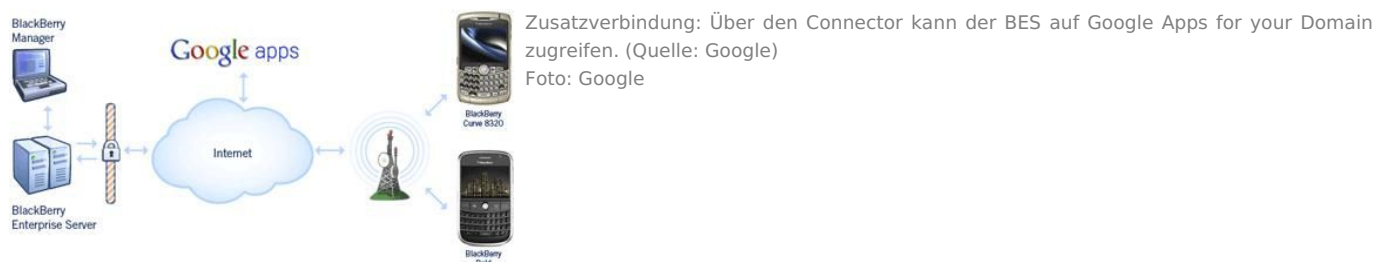 BlackBerry
Manager
Google apps
Internet
BlackBerry
Enterprise Server
BlackBerry
Curve 8320
BlackBerry
Zusatzverbindung: Über den Connector kann der BES auf Google Apps for your Domain
zugreifen. (Quelle: Google)
Foto: Google